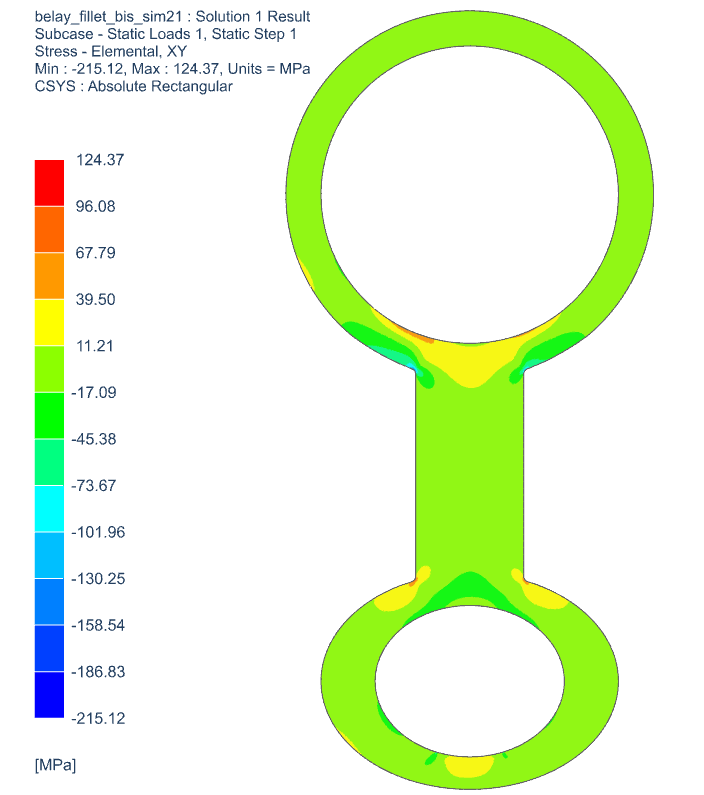 belay_fillet_bis_sim21 : Solution 1 Result
Subcase - Static Loads 1, Static Step 1
Stress - Elemental, XY
Min : -215.12, Max : 124.37, Units = MPa
CSYS : Absolute Rectangular
124.37
96.08
67.79
39.50
11.21
-17.09
-45.38
-73.67
-101.96
-130.25
-158.54
-186.83
-215.12
[MPa]